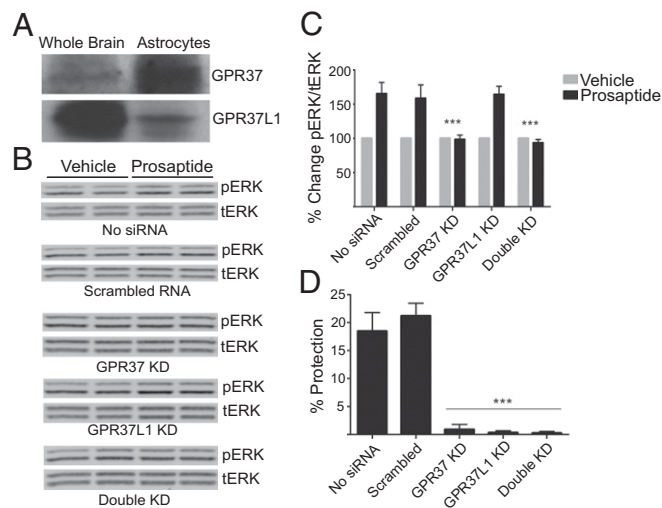 A
Whole Brain Astrocytes
GPR37
GPR37L1
B
Vehicle Prosaptide
pERK
tERK
No siRNA
pERK
tERK
Scrambled RNA
pERK
tERK
GPR37 KD
pERK
tERK
GPR37L1 KD
pERK
tERK
Double KD
C
% Change pERK/tERK
200
150
100
50
***
***
No siRNA
Scrambled
GPR37 KD
GPR37L1 KD
Double KD
Vehicle
Prosaptide
D
% Protection
25
20
15
10
5
***
No siRNA
Scrambled
GPR37 KD
GPR37L1 KD
Double KD